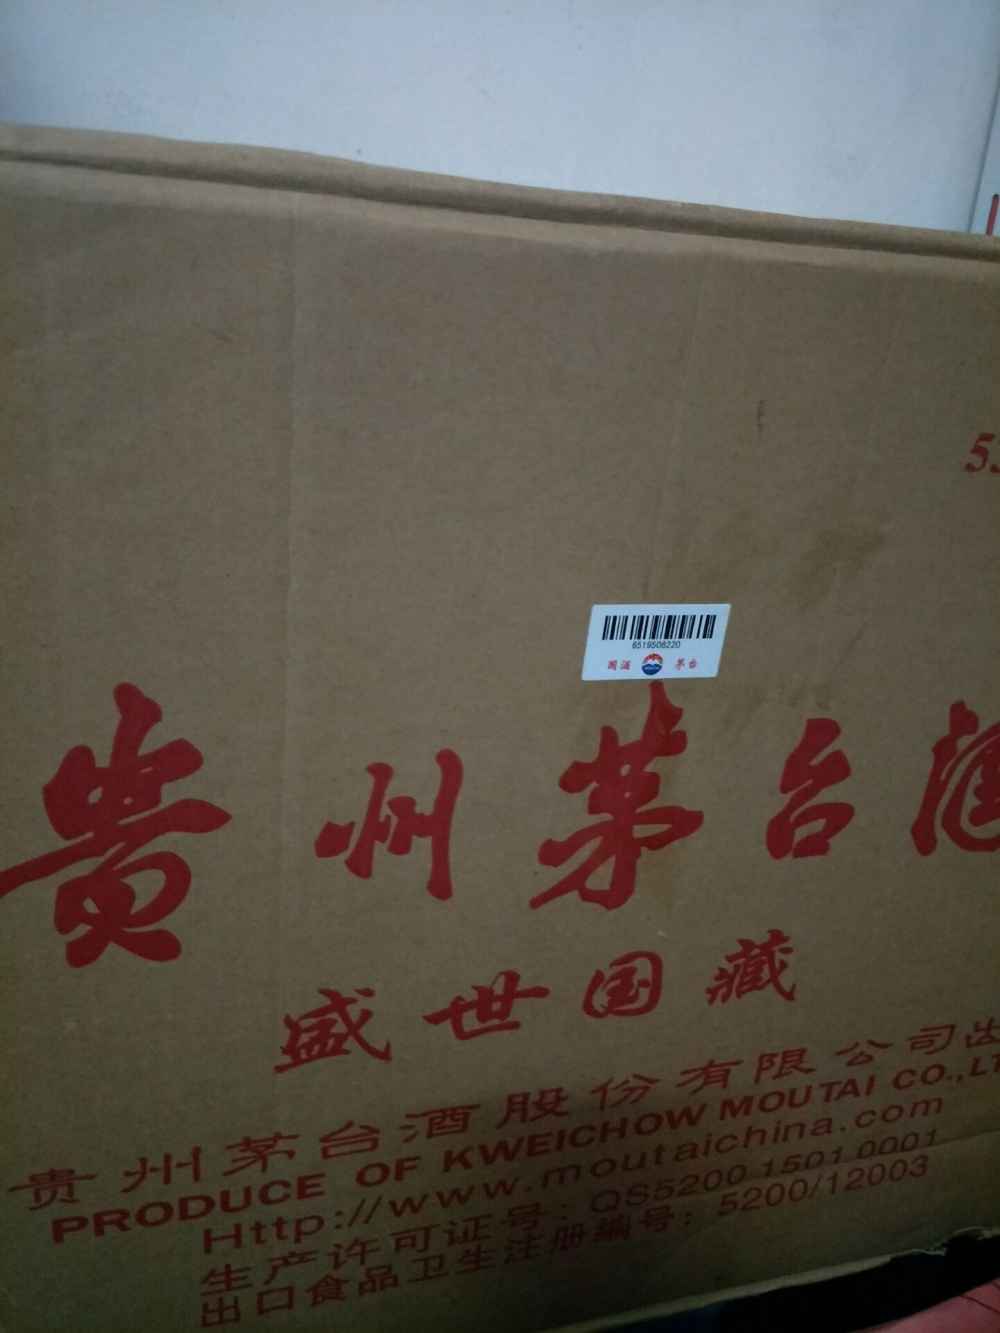 6519506220
国酒 茅台
贵州茅台酒
盛世国藏
贵州茅台酒股份有限公司出
PRODUCE OF KWEICHOW MOUTAI CO.,LT
Http://www.moutaichina.com
生产许可证号:QS5200 1501 0001
出口食品卫生注册编号:5200/12003